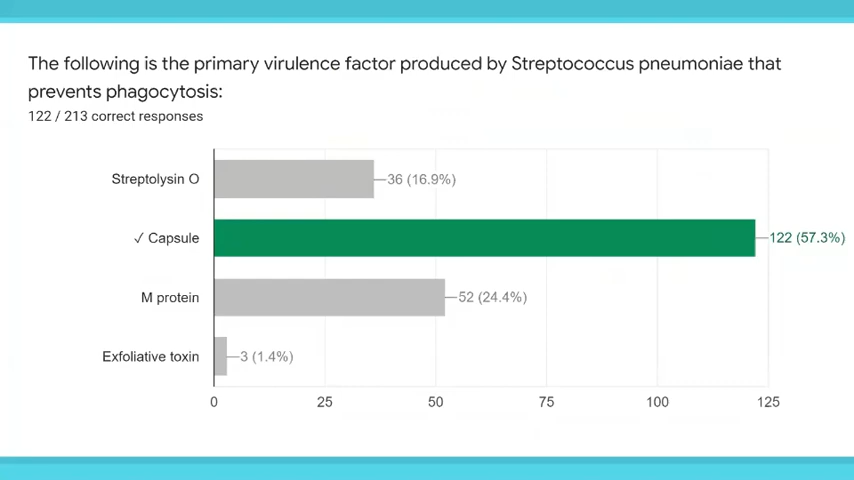 The following is the primary virulence factor produced by Streptococcus pneumoniae that
prevents phagocytosis:
122 / 213 correct responses
Streptolysin O
36 (16.9%)
✓ Capsule
122 (57.3%)
M protein
52 (24.4%)
Exfoliative toxin
3 (1.4%)
0 25 50 75 100 125